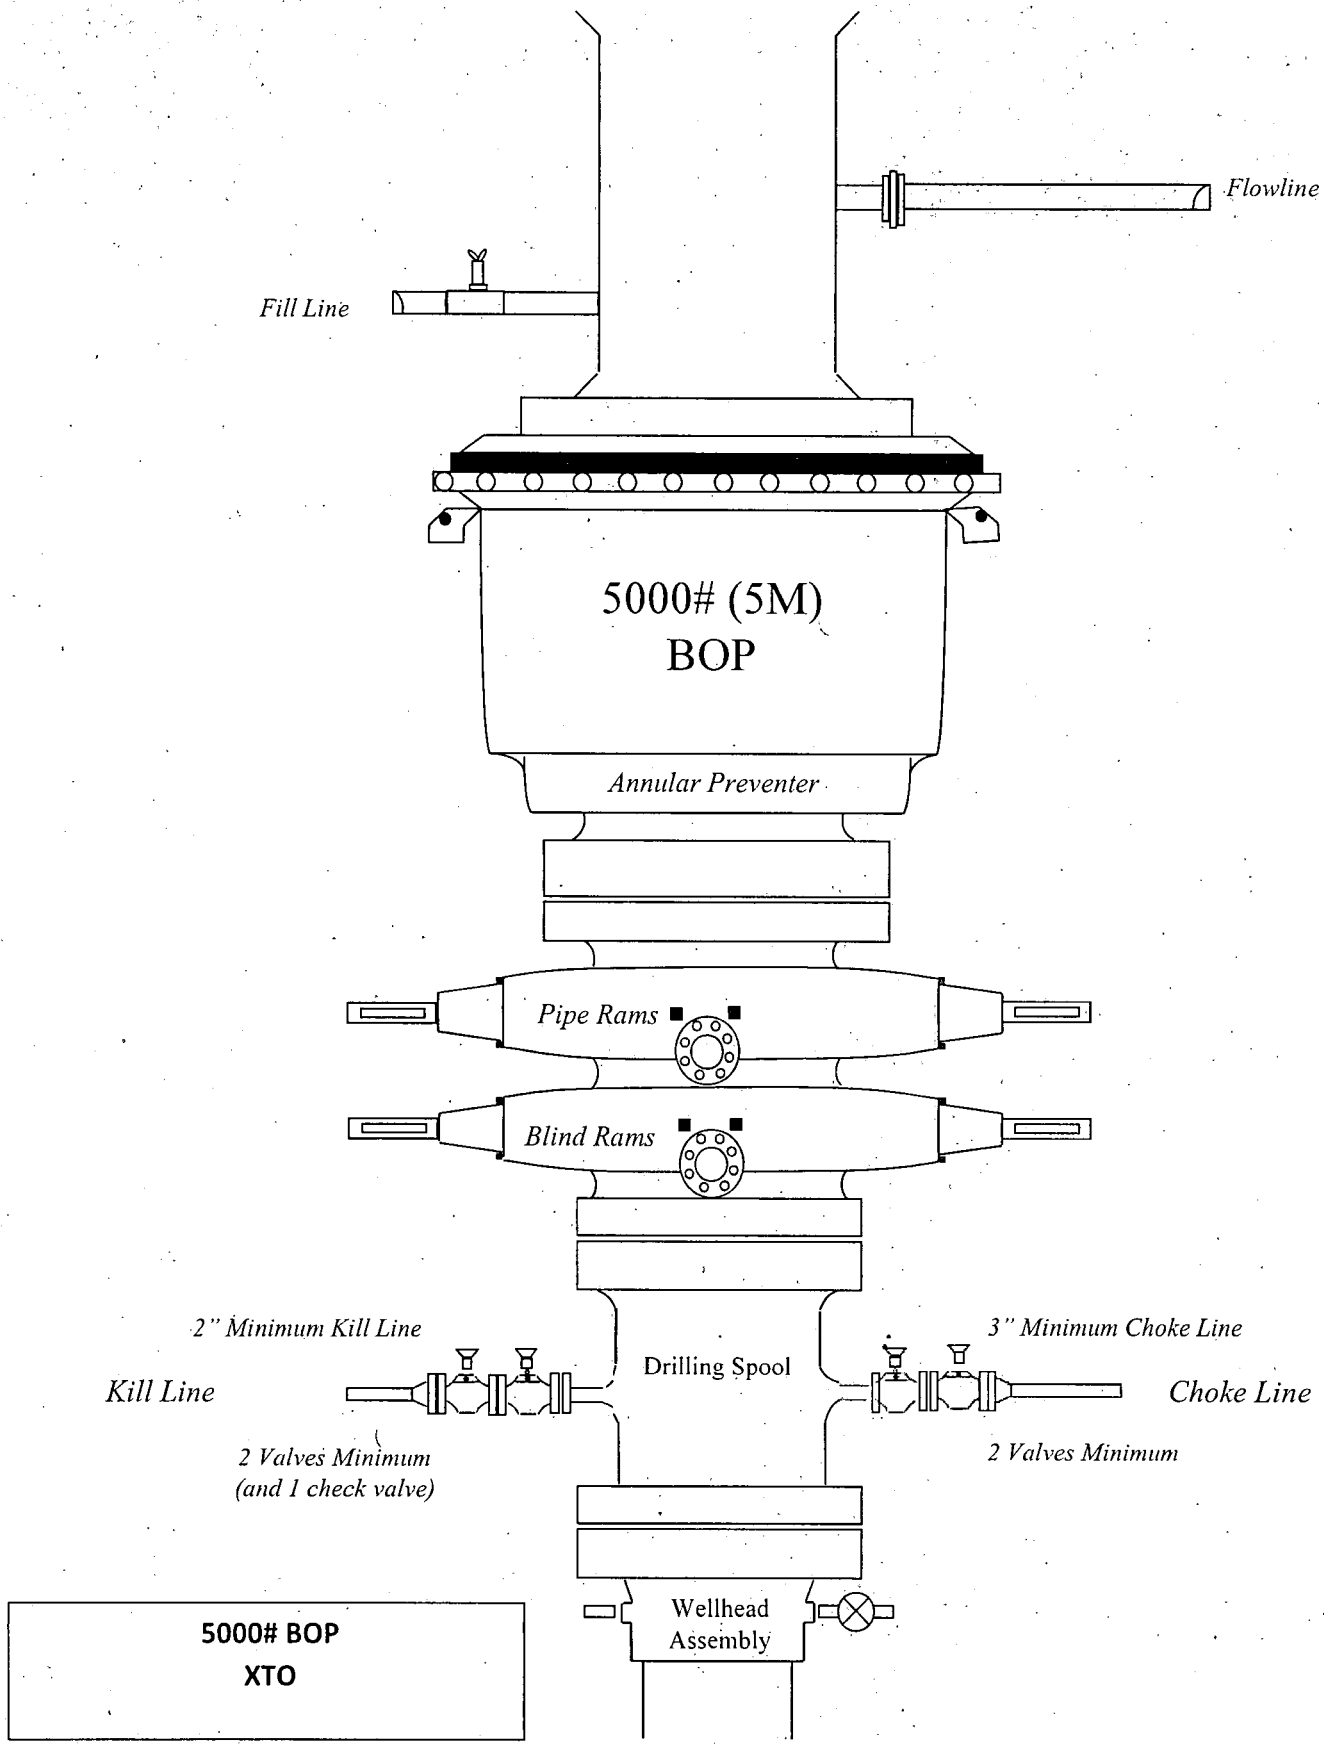 Flowline
Fill Line
5000# (5M)
BOP
Annular Preventer
Pipe Rams
Blind Rams
2" Minimum Kill Line
3" Minimum Choke Line
Drilling Spool
Kill Line
Choke Line
2 Valves Minimum
(and 1 check valve)
2 Valves Minimum
Wellhead
Assembly
5000# BOP
XTO